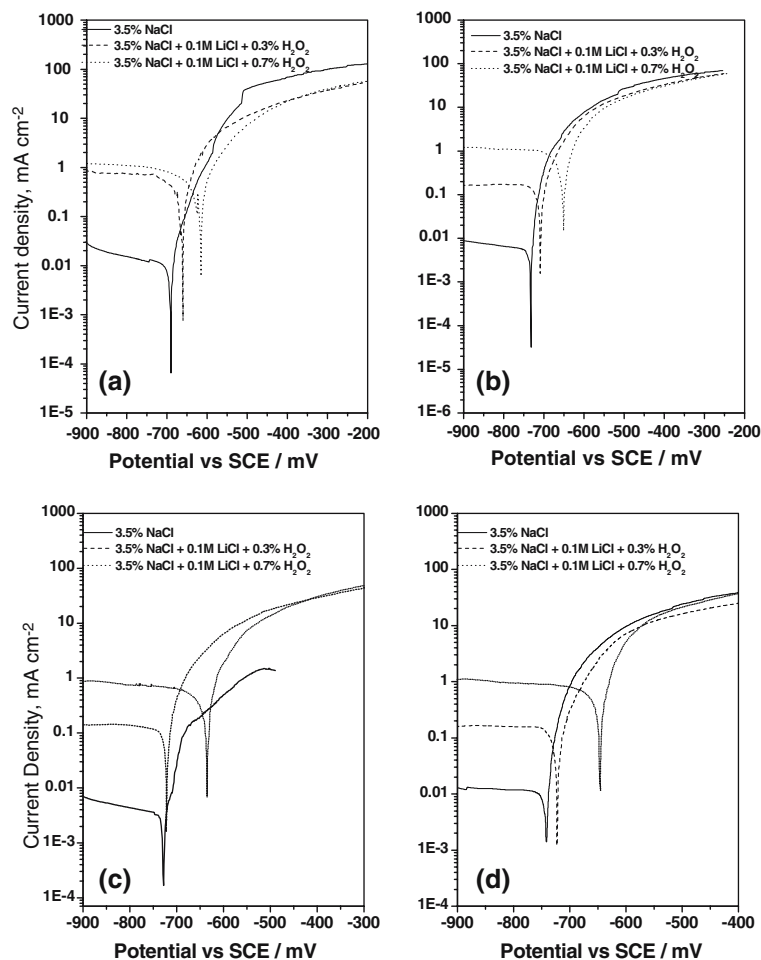 1000
100
10
1
0.1
0.01
1E-3
1E-4
1E-5
Current density, mA cm-2
3.5% NaCl
3.5% NaCl + 0.1M LiCl + 0.3% H2O2
3.5% NaCl + 0.1M LiCl + 0.7% H2O2
(a)
-900 -800 -700 -600 -500 -400 -300 -200
Potential vs SCE / mV
1000
100
10
1
0.1
0.01
1E-3
1E-4
1E-5
1E-6
3.5% NaCl
3.5% NaCl + 0.1M LiCl + 0.3% H2O2
3.5% NaCl + 0.1M LiCl + 0.7% H2O2
(b)
-900 -800 -700 -600 -500 -400 -300 -200
Potential vs SCE / mV
1000
100
10
1
0.1
0.01
1E-3
1E-4
Current Density, mA cm-2
3.5% NaCl
3.5% NaCl + 0.1M LiCl + 0.3% H2O2
3.5% NaCl + 0.1M LiCl + 0.7% H2O2
(c)
-900 -800 -700 -600 -500 -400 -300
Potential vs SCE / mV
1000
100
10
1
0.1
0.01
1E-3
1E-4
3.5% NaCl
3.5% NaCl + 0.1M LiCl + 0.3% H2O2
3.5% NaCl + 0.1M LiCl + 0.7% H2O2
(d)
-900 -800 -700 -600 -500 -400
Potential vs SCE / mV